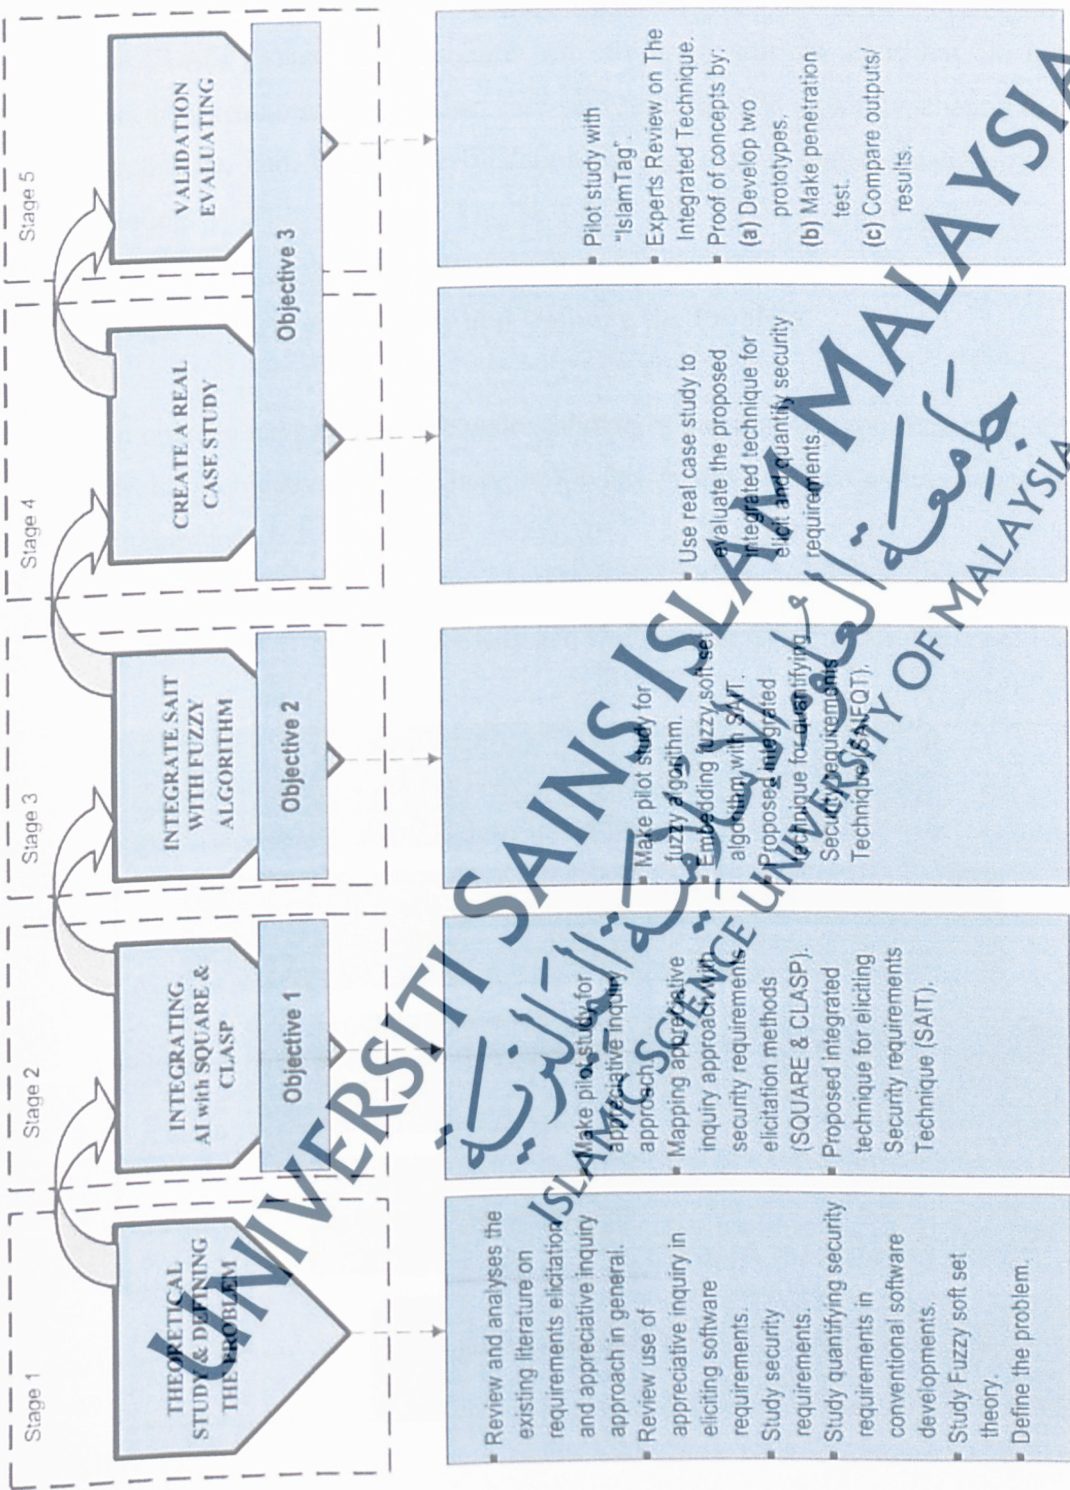 Stage 1
THEORETICAL
STUDY & DEFINING
THE PROBLEM
Review and analyses the
existing literature on
requirements elicitation
and appreciative inquiry
approach in general.
Review use of
appreciative inquiry in
eliciting software
requirements.
Study security
requirements.
Study quantifying security
requirements in
conventional software
developments.
Study Fuzzy soft set
theory.
Define the problem.
Stage 2
INTEGRATING
AI with SQUARE &
CLASP
Objective 1
Make pilot study for
appreciative inquiry
approach.
Mapping appreciative
inquiry approach with
security requirements
elicitation methods
(SQUARE & CLASP).
Proposed integrated
technique for eliciting
Security requirements
Technique (SAIT).
Stage 3
INTEGRATE SAIT
WITH FUZZY
ALGORITHM
Objective 2
Make pilot study for
fuzzy algorithm.
Embedding fuzzy soft set
algorithm with SAIT.
Proposed integrated
technique for quantifying
Security requirements
Technique (SAIFQT).
Stage 4
CREATE A REAL
CASE STUDY
Use real case study to
evaluate the proposed
integrated technique for
elicit and quantify security
requirements.
Stage 5
VALIDATION
EVALUATING
Objective 3
Pilot study with
"IslamTag".
Experts Review on The
Integrated Technique.
Proof of concepts by:
(a) Develop two
prototypes.
(b) Make penetration
test.
(c) Compare outputs/
results.
UNIVERSITI SAINS ISLAM MALAYSIA
جامعة العلوم الإسلامية الماليزية
ISLAMIC SCIENCE UNIVERSITY OF MALAYSIA